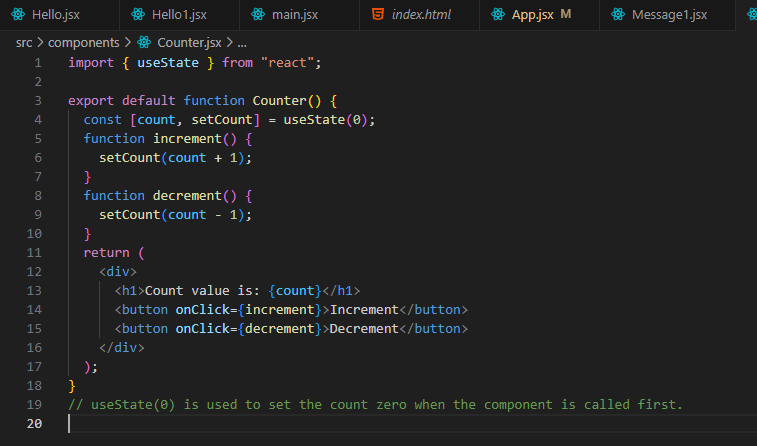 Hello.jsx Hello1.jsx main.jsx index.html App.jsx M Message1.jsx
src > components > Counter.jsx > ...
1 import { useState } from "react";
2
3 export default function Counter() {
4   const [count, setCount] = useState(0);
5   function increment() {
6     setCount(count + 1);
7   }
8   function decrement() {
9     setCount(count - 1);
10   }
11   return (
12     <div>
13       <h1>Count value is: {count}</h1>
14       <button onClick={increment}>Increment</button>
15       <button onClick={decrement}>Decrement</button>
16     </div>
17   );
18 }
19 // useState(0) is used to set the count zero when the component is called first.
20